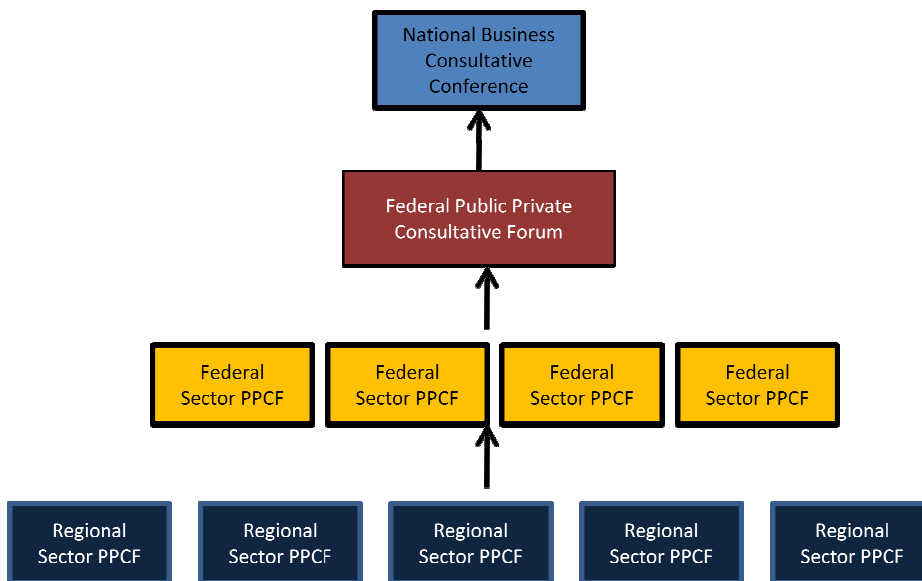 National Business
Consultative
Conference
Federal Public Private
Consultative Forum
Federal
Sector PPCF
Federal
Sector PPCF
Federal
Sector PPCF
Federal
Sector PPCF
Regional
Sector PPCF
Regional
Sector PPCF
Regional
Sector PPCF
Regional
Sector PPCF
Regional
Sector PPCF